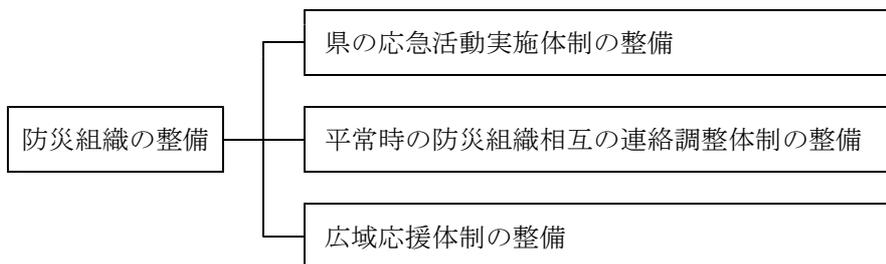 防災組織の整備
県の応急活動実施体制の整備
平常時の防災組織相互の連絡調整体制の整備
広域応援体制の整備